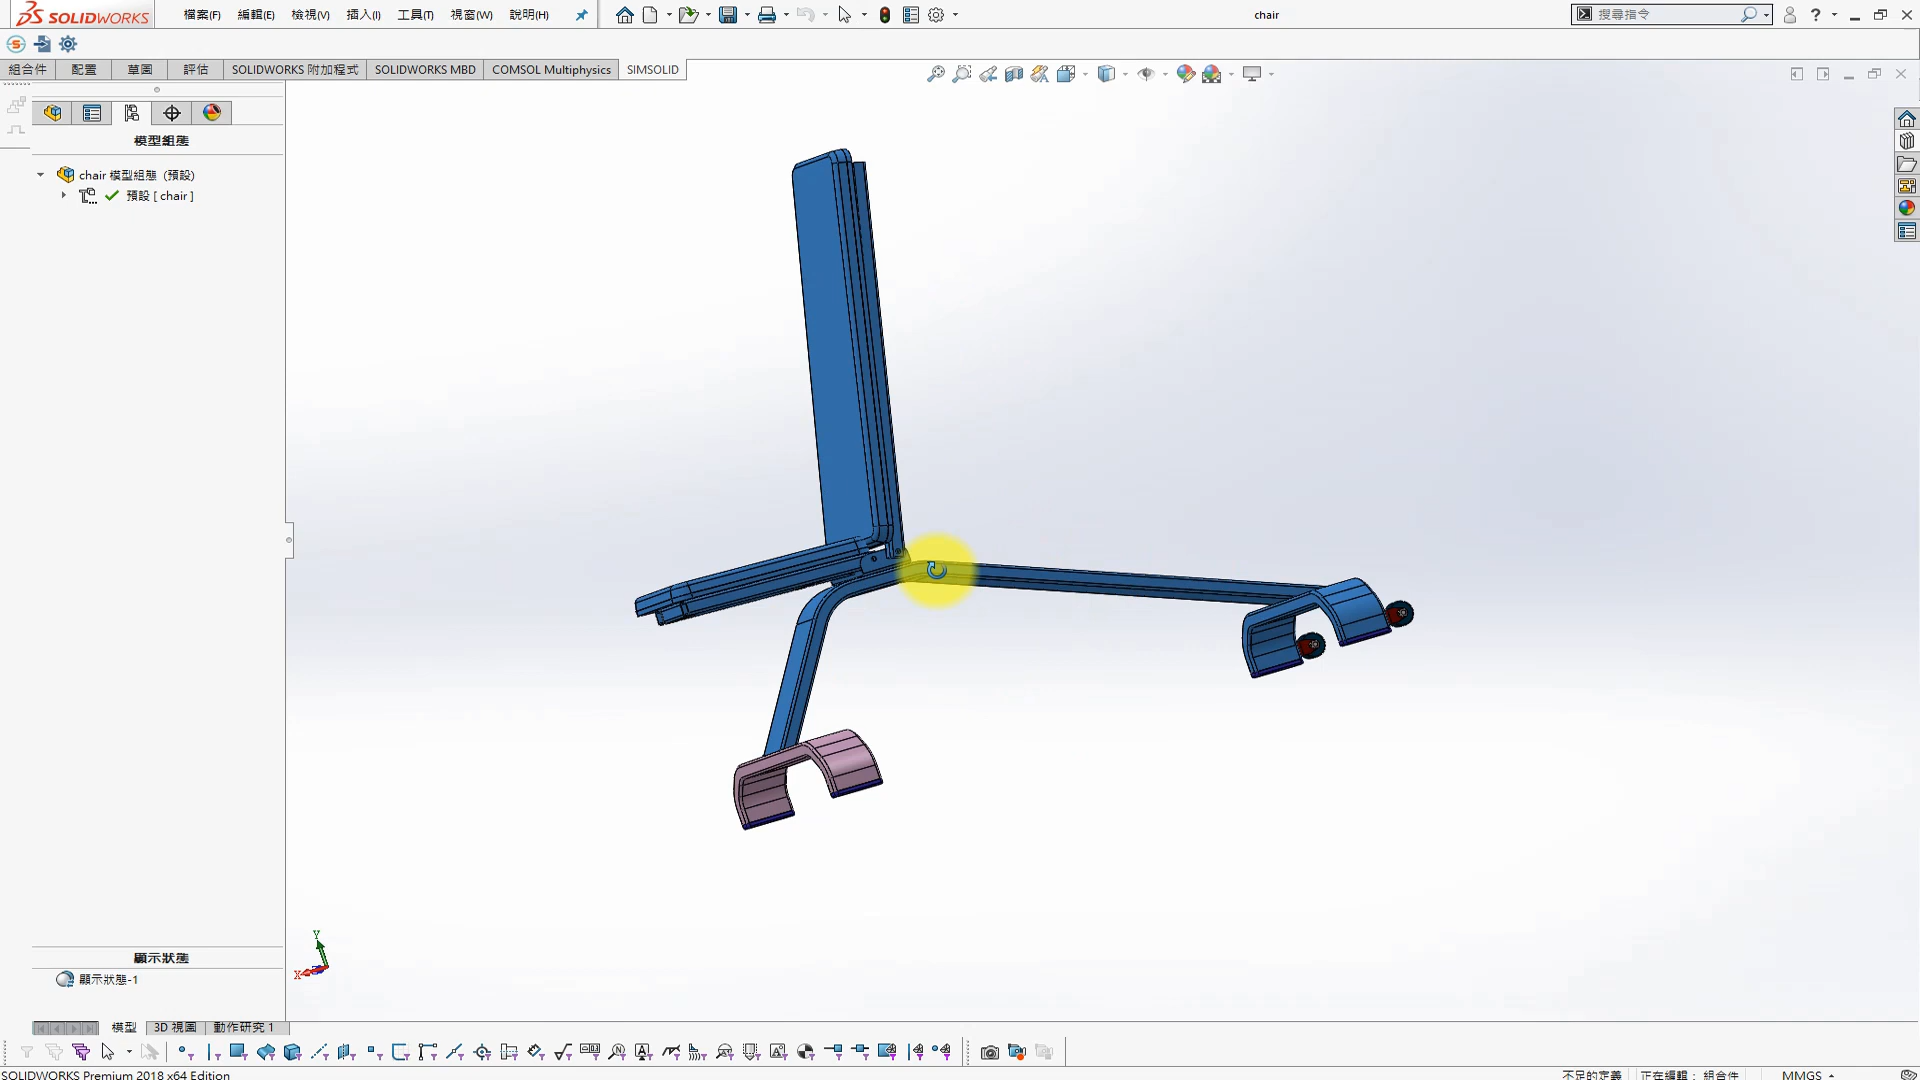 SOLIDWORKS
檔案(F) 編輯(E) 檢視(V) 插入(I) 工具(T) 視窗(W) 說明(H)
chair
搜尋指令
組合件 配置 草圖 評估 SOLIDWORKS 附加程式 SOLIDWORKS MBD COMSOL Multiphysics SIMSOLID
模型組態
chair 模型組態 (預設)
預設 [ chair ]
Y
X
顯示狀態
顯示狀態-1
模型 3D 視圖 動作研究 1
SOLIDWORKS Premium 2018 x64 Edition
不足的定義 正在編輯： 組合件 MMGS